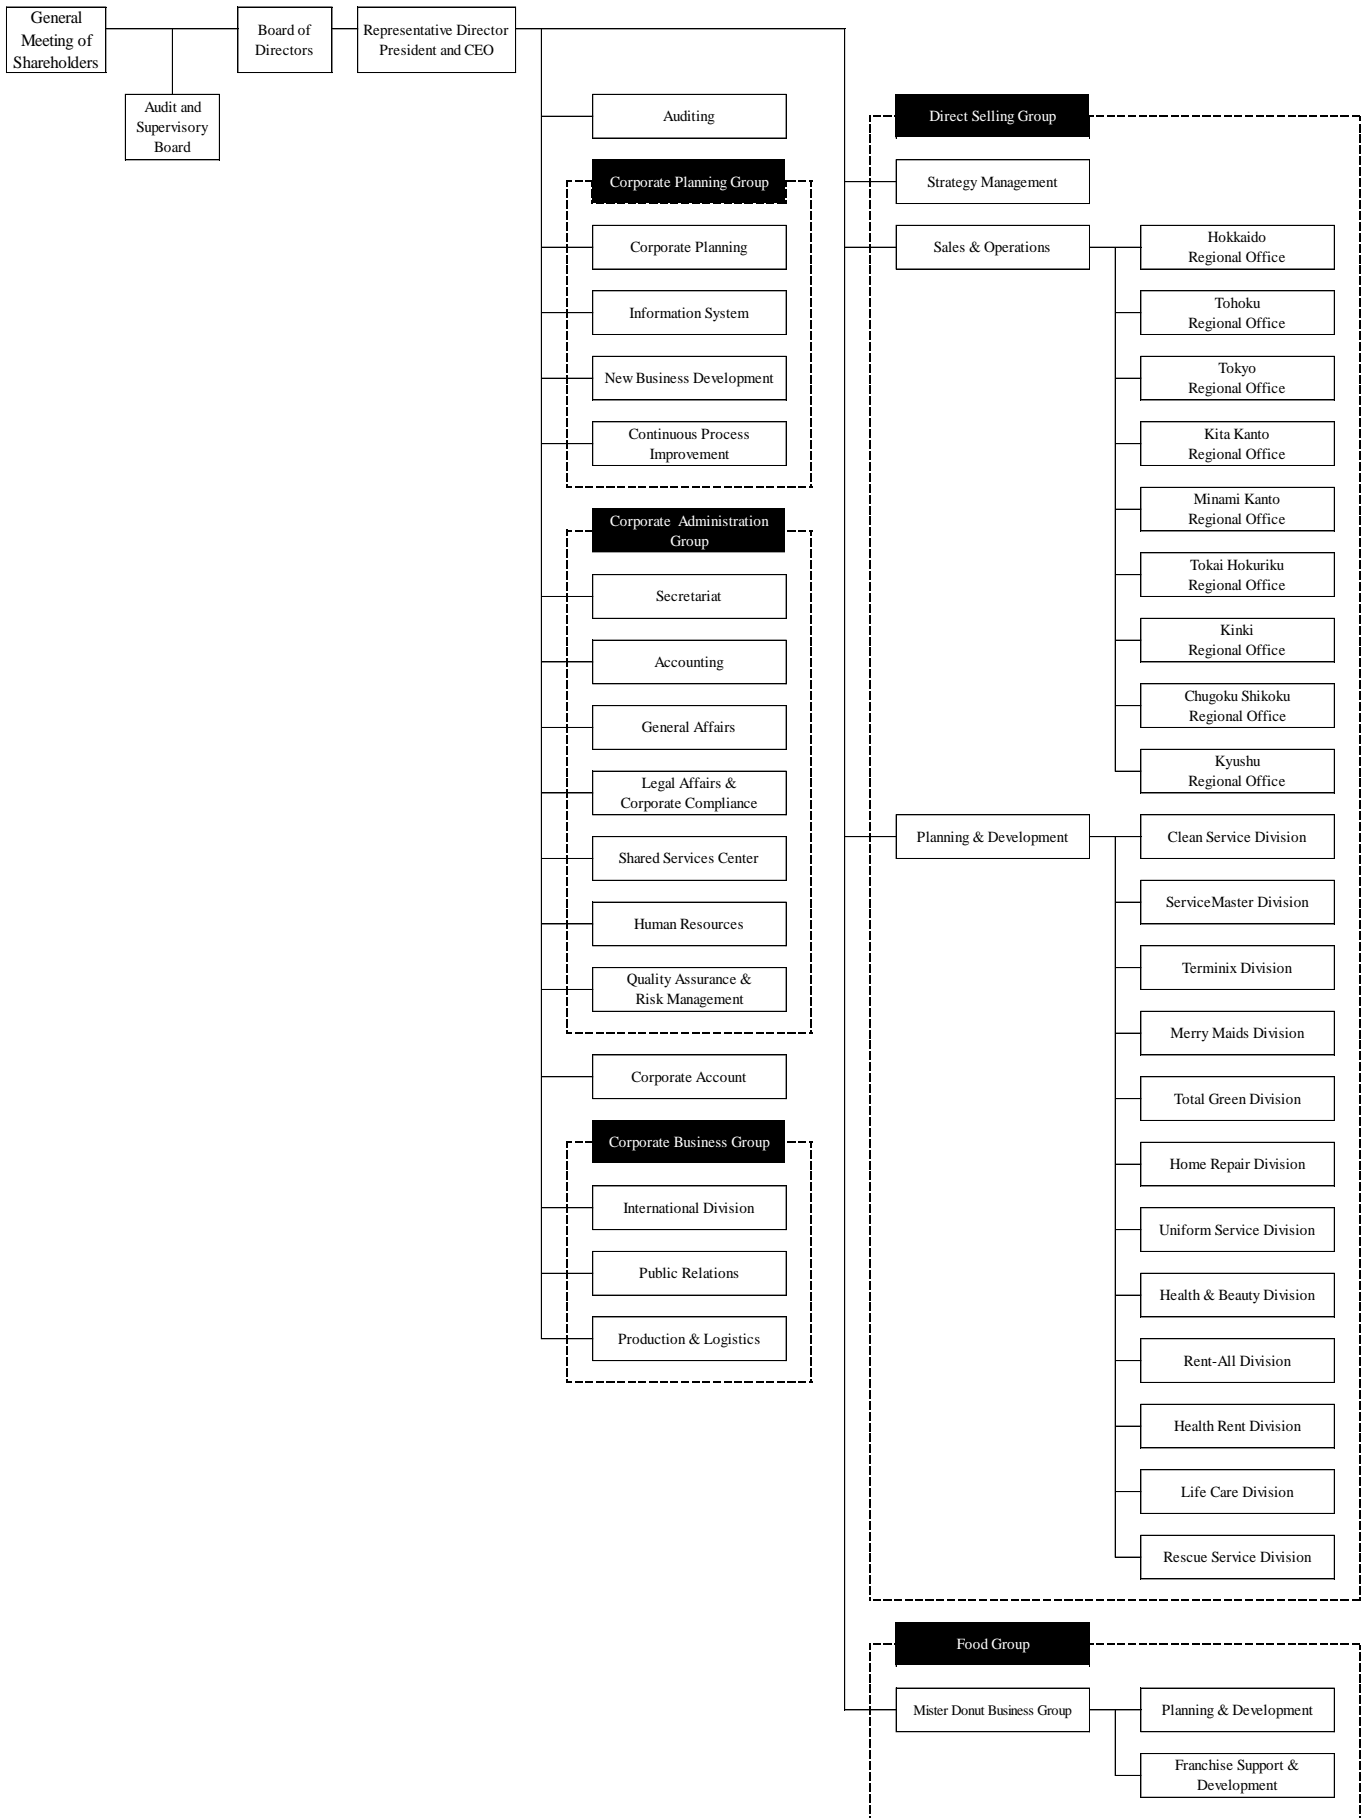 General
Meeting of
Shareholders
Board of
Directors
Representative Director
President and CEO
Audit and
Supervisory
Board
Auditing
Corporate Planning Group
Corporate Planning
Information System
New Business Development
Continuous Process
Improvement
Corporate Administration
Group
Secretariat
Accounting
General Affairs
Legal Affairs &
Corporate Compliance
Shared Services Center
Human Resources
Quality Assurance &
Risk Management
Corporate Account
Corporate Business Group
International Division
Public Relations
Production & Logistics
Direct Selling Group
Strategy Management
Sales & Operations
Hokkaido
Regional Office
Tohoku
Regional Office
Tokyo
Regional Office
Kita Kanto
Regional Office
Minami Kanto
Regional Office
Tokai Hokuriku
Regional Office
Kinki
Regional Office
Chugoku Shikoku
Regional Office
Kyushu
Regional Office
Planning & Development
Clean Service Division
ServiceMaster Division
Terminix Division
Merry Maids Division
Total Green Division
Home Repair Division
Uniform Service Division
Health & Beauty Division
Rent-All Division
Health Rent Division
Life Care Division
Rescue Service Division
Food Group
Mister Donut Business Group
Planning & Development
Franchise Support &
Development